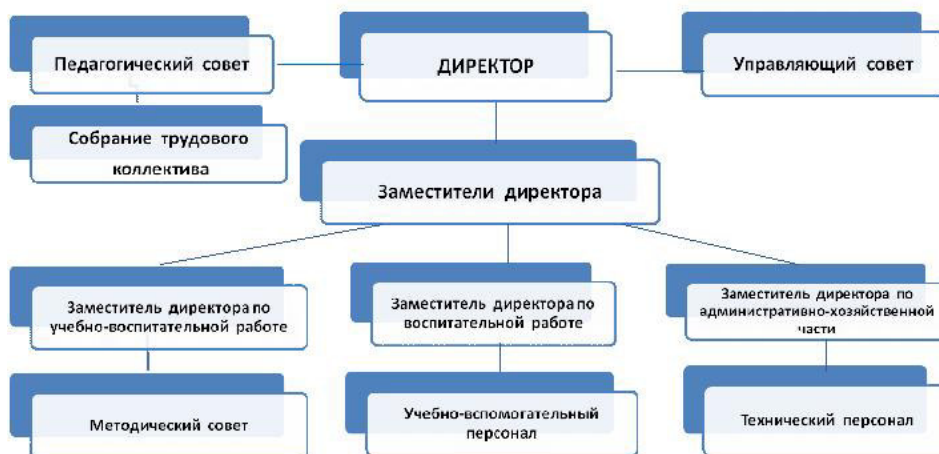 Педагогический совет
ДИРЕКТОР
Управляющий совет
Собрание трудового
коллектива
Заместители директора
Заместитель директора по
учебно-воспитательной работе
Заместитель директора по
воспитательной работе
Заместитель директора по
административно-хозяйственной
части
Методический совет
Учебно-вспомогательный
персонал
Технический персонал